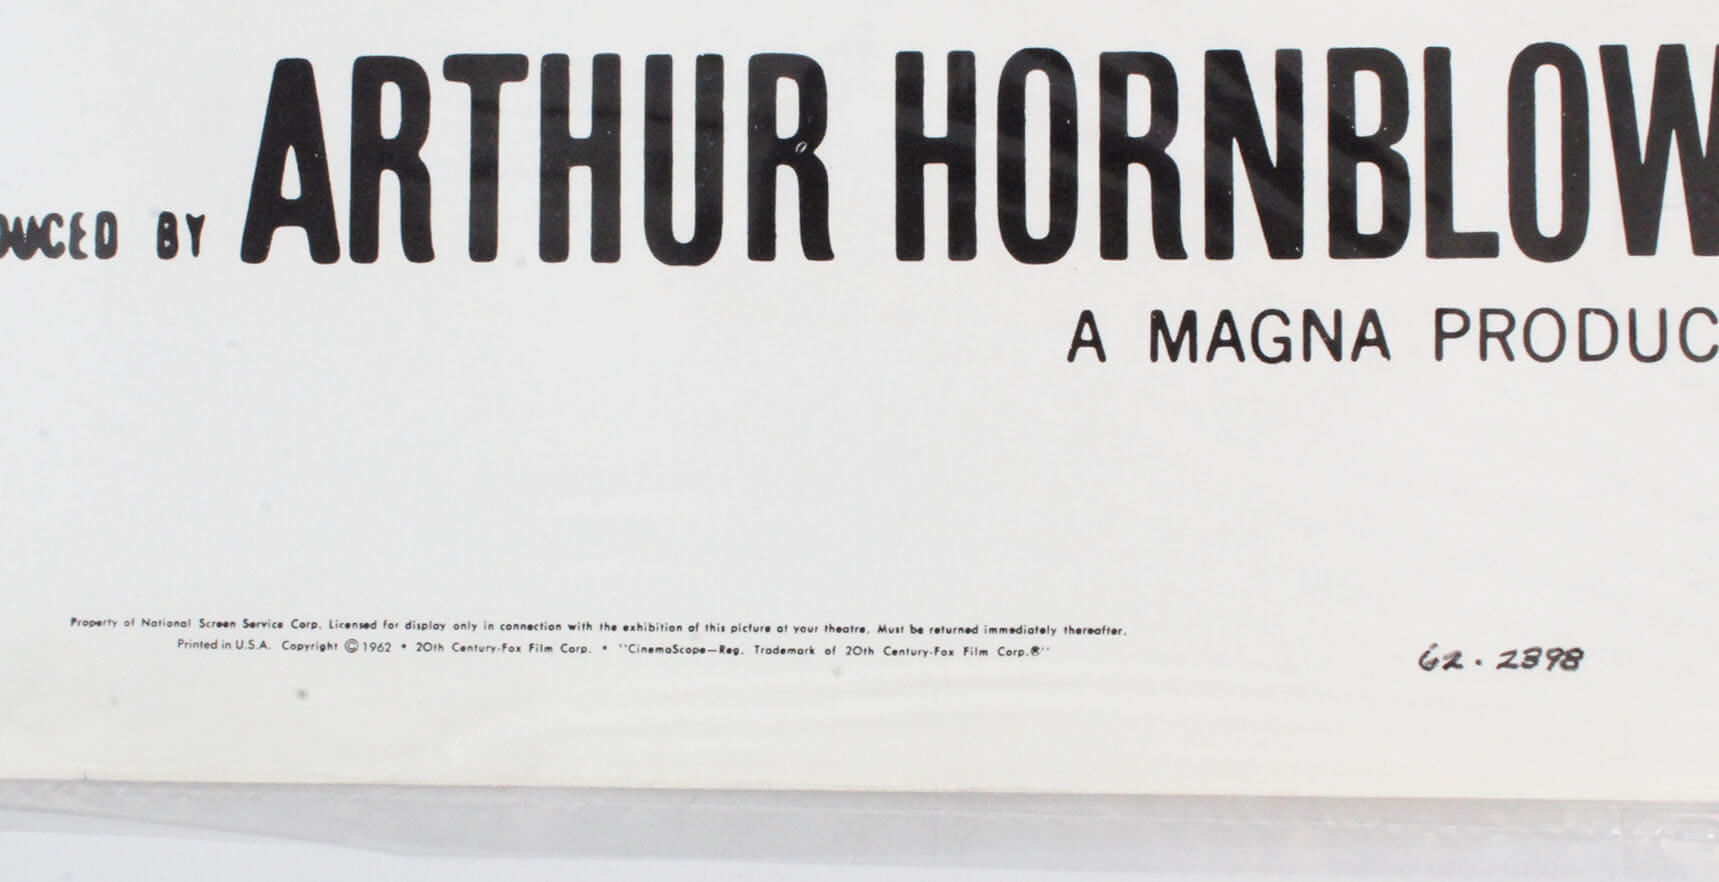 DUCED BY ARTHUR HORNBLOW
A MAGNA PRODUC
Property of National Screen Service Corp. Licensed for display only in connection with the exhibition of this picture at your theatre. Must be returned immediately thereafter.
Printed in U.S.A. Copyright ©1962 • 20th Century-Fox Film Corp. • "CinemaScope—Reg. Trademark of 20th Century-Fox Film Corp.®"
62 . 2398